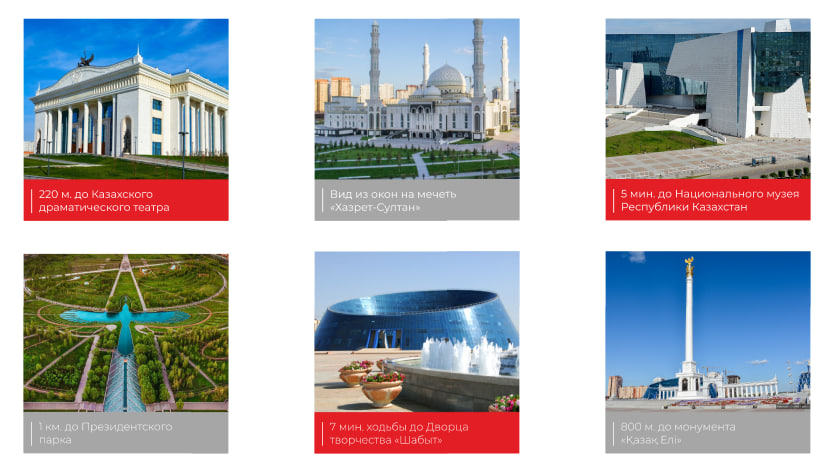 220 м. до Казахского
драматического театра
Вид из окон на мечеть
«Хазрет-Султан»
5 мин. до Национального музея
Республики Казахстан
1 км. до Президентского
парка
7 мин. ходьбы до Дворца
творчества «Шабыт»
800 м. до монумента
«Қазақ Елі»